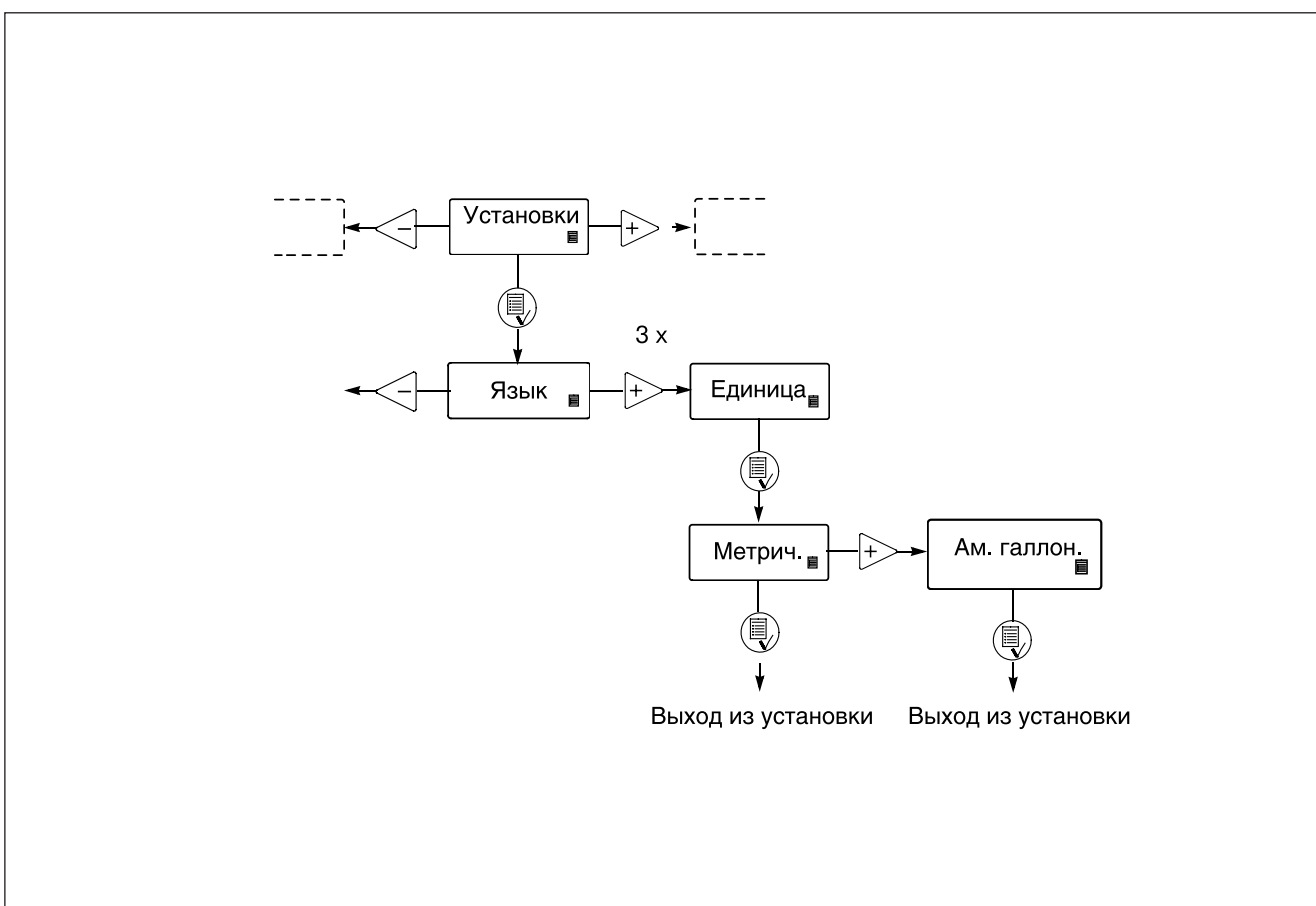 Установки
3 x
Язык
Единица
Метрич.
Ам. галлон.
Выход из установки
Выход из установки